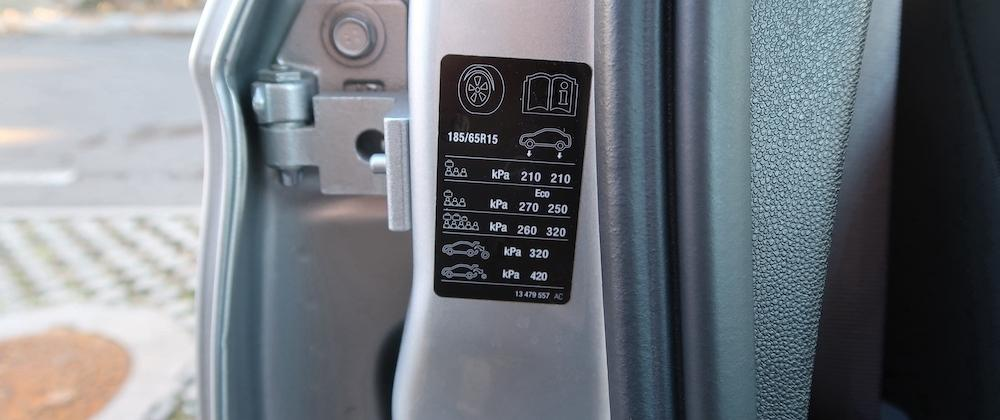 i
185/65R15
kPa 210 210
Eco
kPa 270 250
kPa 260 320
kPa 320
kPa 420
13 479 557 AC